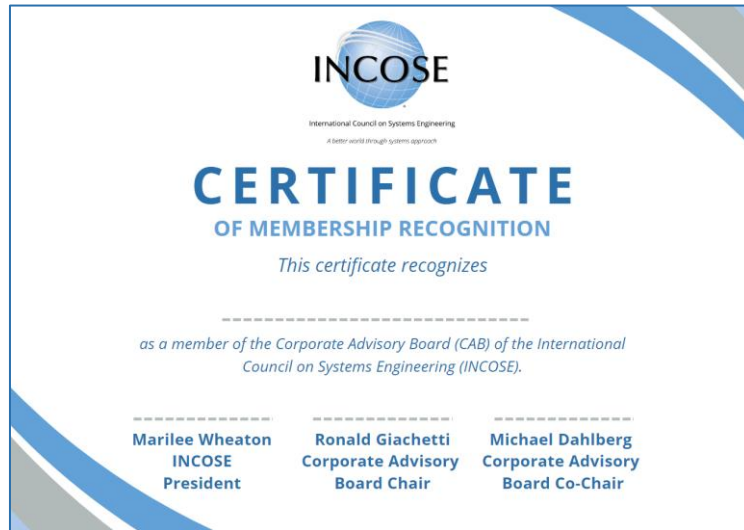 INCOSE
International Council on Systems Engineering
A better world through systems approach
CERTIFICATE
OF MEMBERSHIP RECOGNITION
This certificate recognizes
as a member of the Corporate Advisory Board (CAB) of the International
Council on Systems Engineering (INCOSE).
Marilee Wheaton
INCOSE
President
Ronald Giachetti
Corporate Advisory
Board Chair
Michael Dahlberg
Corporate Advisory
Board Co-Chair